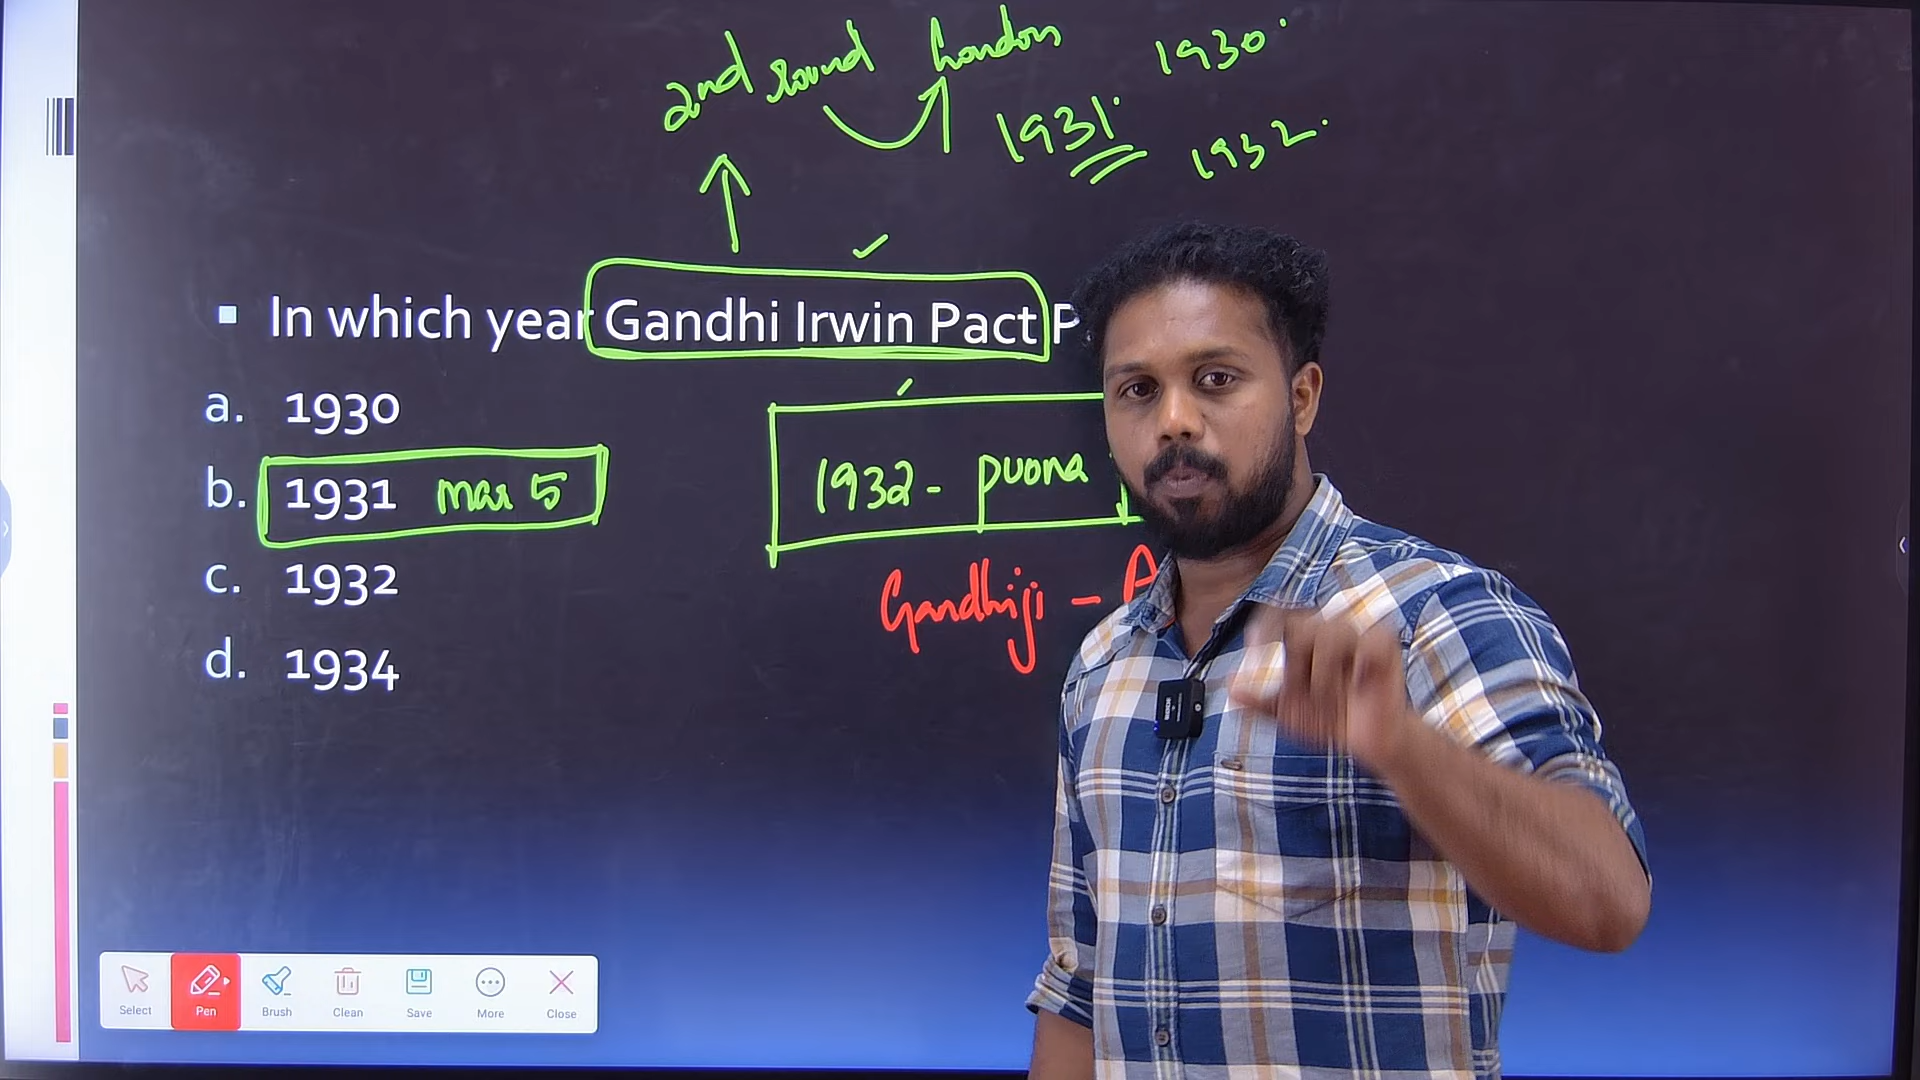 2nd round London 1930
1931
1932
In which year Gandhi Irwin Pact P
a. 1930
b. 1931 mar 5
c. 1932
d. 1934
1932 - puona
Gandhiji - A
Select Pen Brush Clean Save More Close